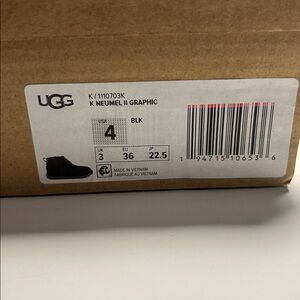 UGG
K / 1110703K
K NEUMEL II GRAPHIC
USA
4
BLK
UK EU JP
3 36 22.5
MADE IN VIETNAM
FABRIQUE AU VIETNAM
1 94715 10653 6